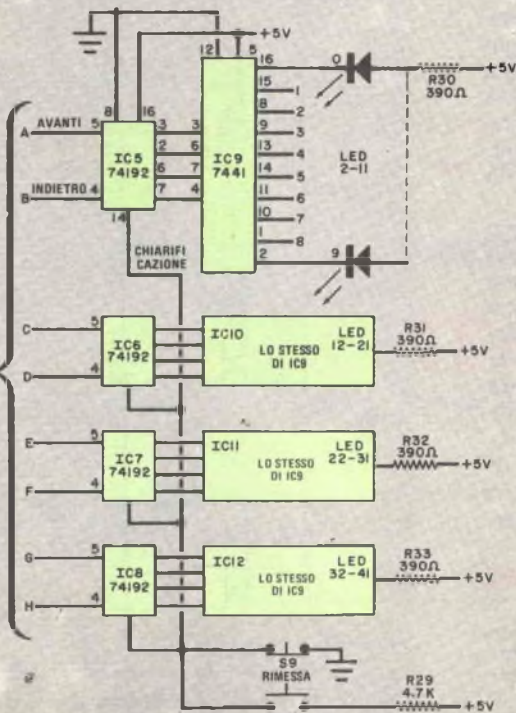 +5V
12
5
8
16
16
0
+5V
R30
390Ω
15
1
8
2
A
AVANTI
5
3
3
9
3
IC5
74192
2
6
IC9
7441
13
4
LED
2-11
14
5
6
7
11
6
B
INDIETRO
4
7
4
10
7
14
1
8
2
9
CHIARIFI
CAZIONE
C
5
IC6
74192
IC10
LED
12-21
LO STESSO
DI IC9
R31
390Ω
+5V
D
4
E
5
IC7
74192
IC11
LED
22-31
LO STESSO
DI IC9
R32
390Ω
+5V
F
4
G
5
IC8
74192
IC12
LED
32-41
LO STESSO
DI IC9
R33
390Ω
+5V
H
4
S9
RIMESSA
R29
4.7K
+5V